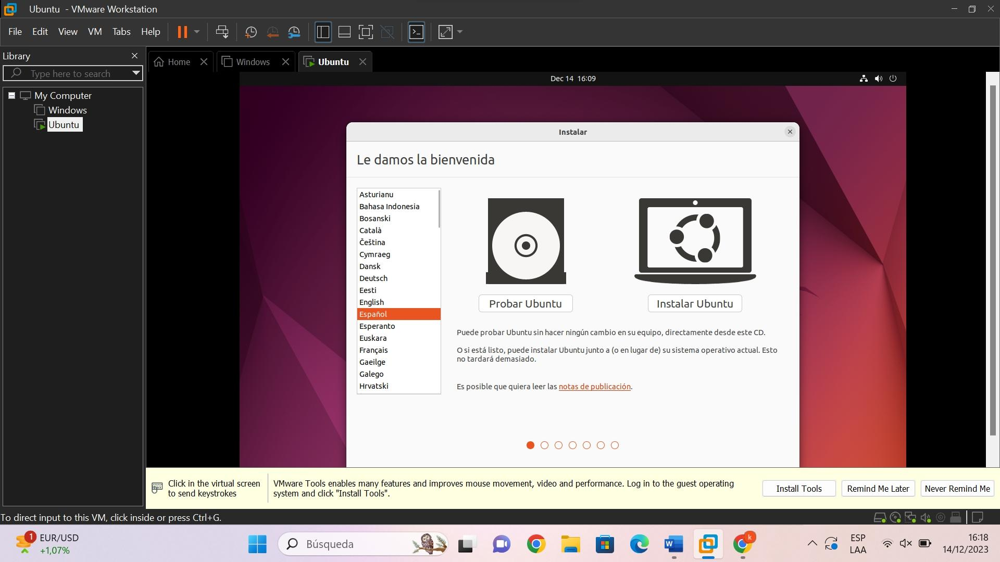 Ubuntu - VMware Workstation
File Edit View VM Tabs Help
Library
Type here to search
My Computer
Windows
Ubuntu
Home
Windows
Ubuntu
Dec 14 16:09
Instalar
Le damos la bienvenida
Asturianu
Bahasa Indonesia
Bosanski
Català
Čeština
Cymraeg
Dansk
Deutsch
Eesti
English
Español
Esperanto
Euskara
Français
Gaeilge
Galego
Hrvatski
Probar Ubuntu
Instalar Ubuntu
Puede probar Ubuntu sin hacer ningún cambio en su equipo, directamente desde este CD.
O si está listo, puede instalar Ubuntu junto a (o en lugar de) su sistema operativo actual. Esto
no tardará demasiado.
Es posible que quiera leer las notas de publicación.
Click in the virtual screen
to send keystrokes
VMware Tools enables many features and improves mouse movement, video and performance. Log in to the guest operating
system and click "Install Tools".
Install Tools
Remind Me Later
Never Remind Me
To direct input to this VM, click inside or press Ctrl+G.
1
EUR/USD
+1,07%
Búsqueda
W
k
ESP
LAA
16:18
14/12/2023